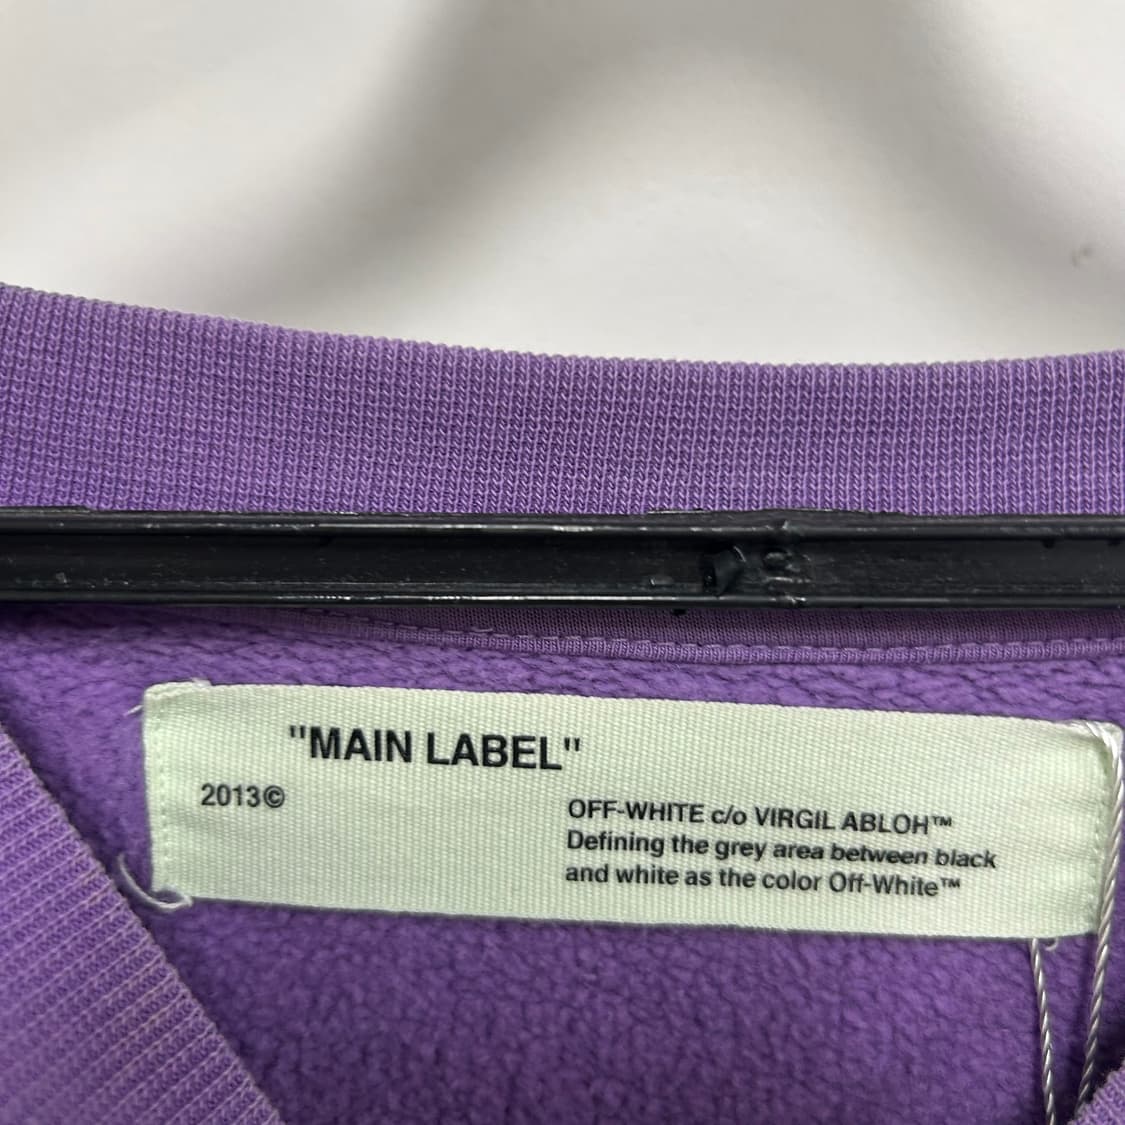 "MAIN LABEL"
2013©
OFF-WHITE c/o VIRGIL ABLOH™
Defining the grey area between black
and white as the color Off-White™